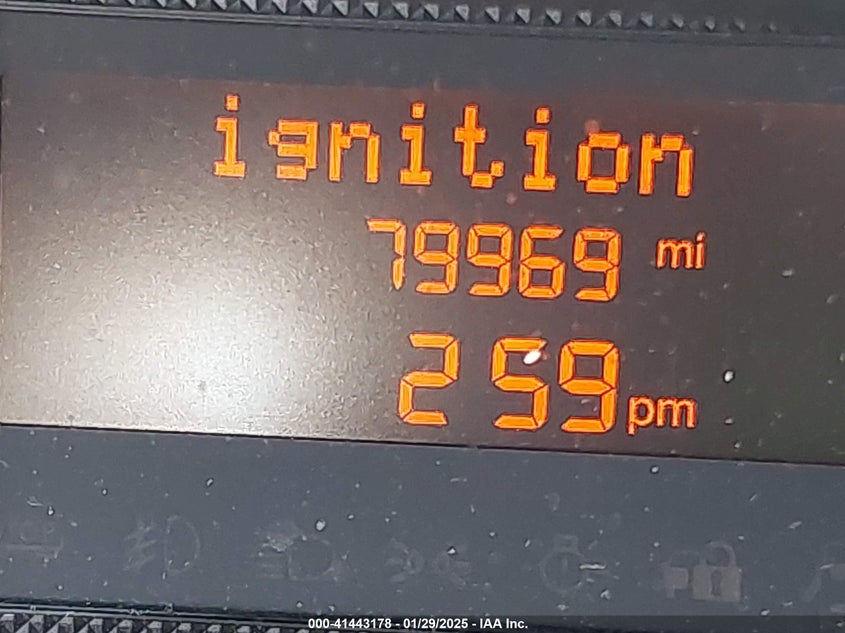 ignition
79969 mi
2 59 pm
000-41443178 - 01/29/2025 - IAA Inc.